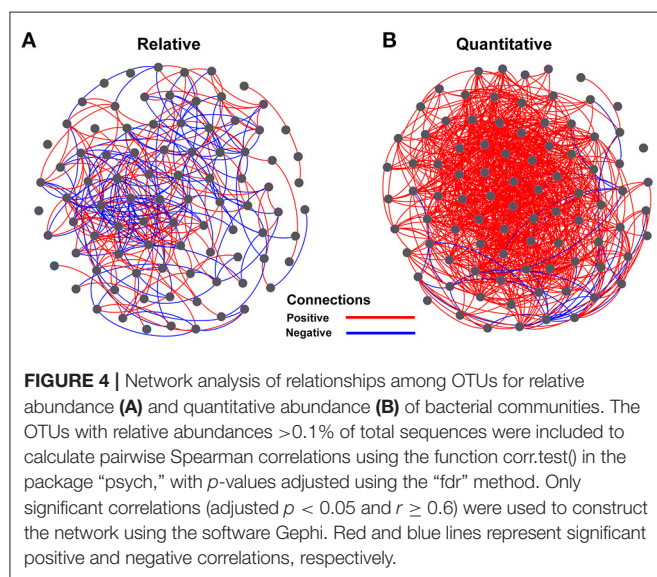 A
Relative
B
Quantitative
Connections
Positive
Negative
FIGURE 4 | Network analysis of relationships among OTUs for relative
abundance (A) and quantitative abundance (B) of bacterial communities. The
OTUs with relative abundances >0.1% of total sequences were included to
calculate pairwise Spearman correlations using the function corr.test() in the
package “psych,” with p-values adjusted using the “fdr” method. Only
significant correlations (adjusted p < 0.05 and r ≥ 0.6) were used to construct
the network using the software Gephi. Red and blue lines represent significant
positive and negative correlations, respectively.